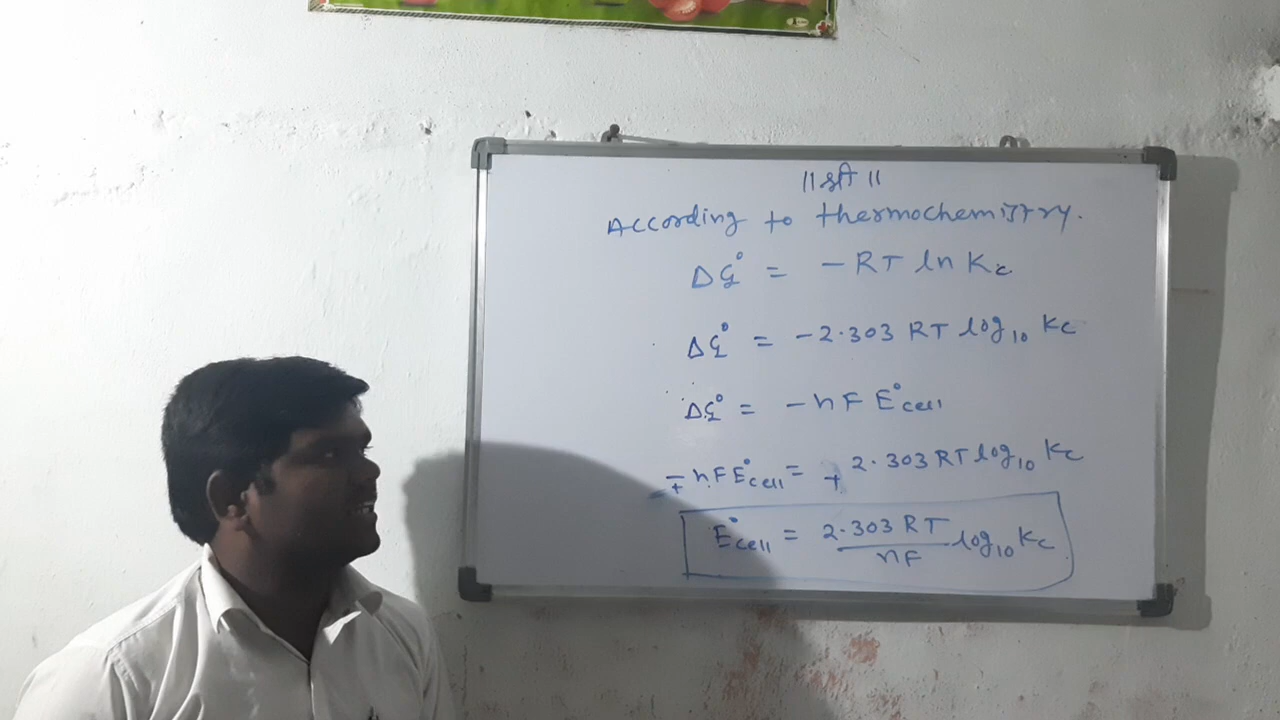 ॥ श्री ॥
According to thermochemistry.
ΔG° = -RT ln Kc
ΔG° = -2.303 RT log₁₀ Kc
ΔG° = -nFE°cell
∓nFE°cell = + 2.303 RT log₁₀ Kc
E°cell = 2.303 RT / nF log₁₀ Kc